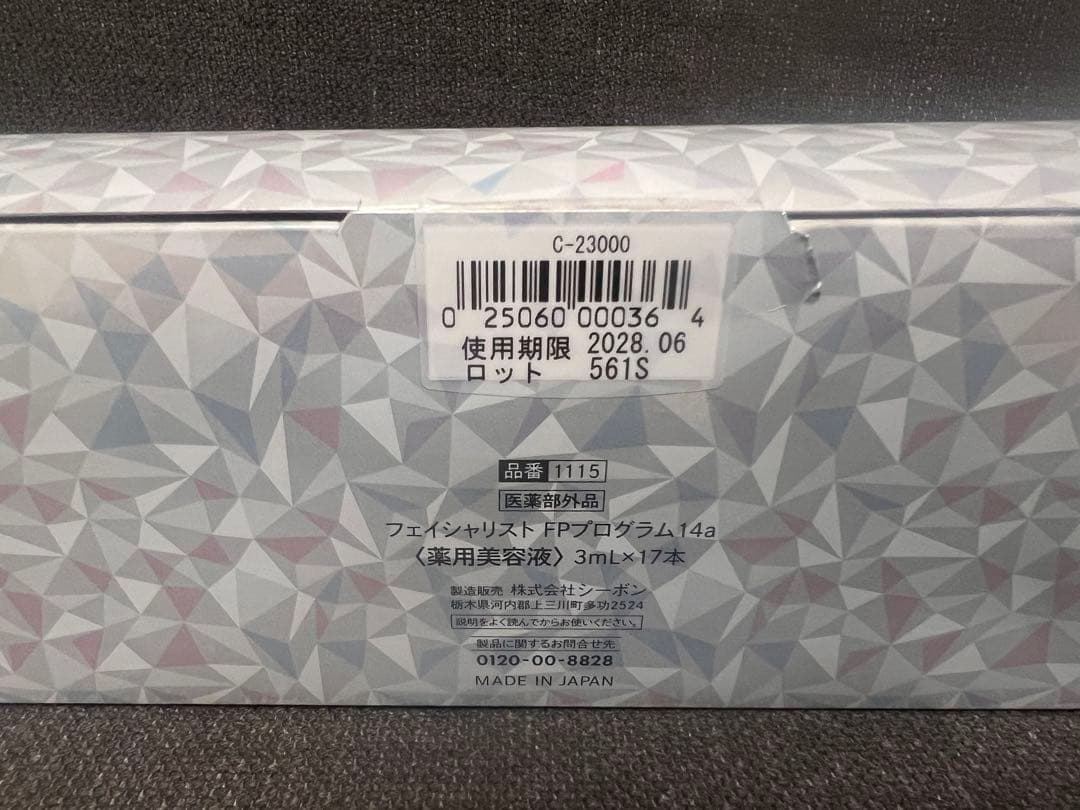 C-23000
0 25060 00036 4
使用期限 2028.06
ロット 561S
品番 1115
医薬部外品
フェイシャリスト FPプログラム14a
〈薬用美容液〉3mL×17本
製造販売 株式会社シーボン
栃木県河内郡上三川町多功2524
説明をよく読んでからお使いください。
製品に関するお問合せ先
0120-00-8828
MADE IN JAPAN